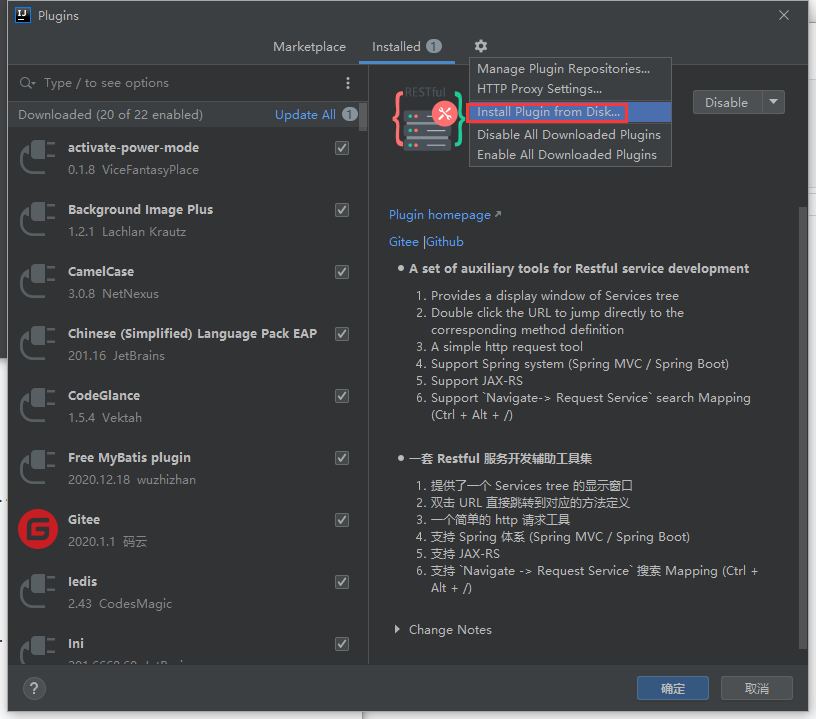 IJ
Plugins
Marketplace
Installed 1
Type / to see options
Downloaded (20 of 22 enabled)
Update All 1
activate-power-mode
0.1.8 ViceFantasyPlace
Background Image Plus
1.2.1 Lachlan Krautz
CamelCase
3.0.8 NetNexus
Chinese (Simplified) Language Pack EAP
201.16 JetBrains
CodeGlance
1.5.4 Vektah
Free MyBatis plugin
2020.12.18 wuzhizhan
Gitee
2020.1.1 码云
Iedis
2.43 CodesMagic
Ini
RESTful
Manage Plugin Repositories...
HTTP Proxy Settings...
Install Plugin from Disk...
Disable All Downloaded Plugins
Enable All Downloaded Plugins
Disable
Plugin homepage
Gitee |Github
A set of auxiliary tools for Restful service development
1. Provides a display window of Services tree
2. Double click the URL to jump directly to the
corresponding method definition
3. A simple http request tool
4. Support Spring system (Spring MVC / Spring Boot)
5. Support JAX-RS
6. Support `Navigate-> Request Service` search Mapping
(Ctrl + Alt + /)
一套 Restful 服务开发辅助工具集
1. 提供了一个 Services tree 的显示窗口
2. 双击 URL 直接跳转到对应的方法定义
3. 一个简单的 http 请求工具
4. 支持 Spring 体系 (Spring MVC / Spring Boot)
5. 支持 JAX-RS
6. 支持 `Navigate -> Request Service` 搜索 Mapping (Ctrl +
Alt + /)
Change Notes
?
确定
取消